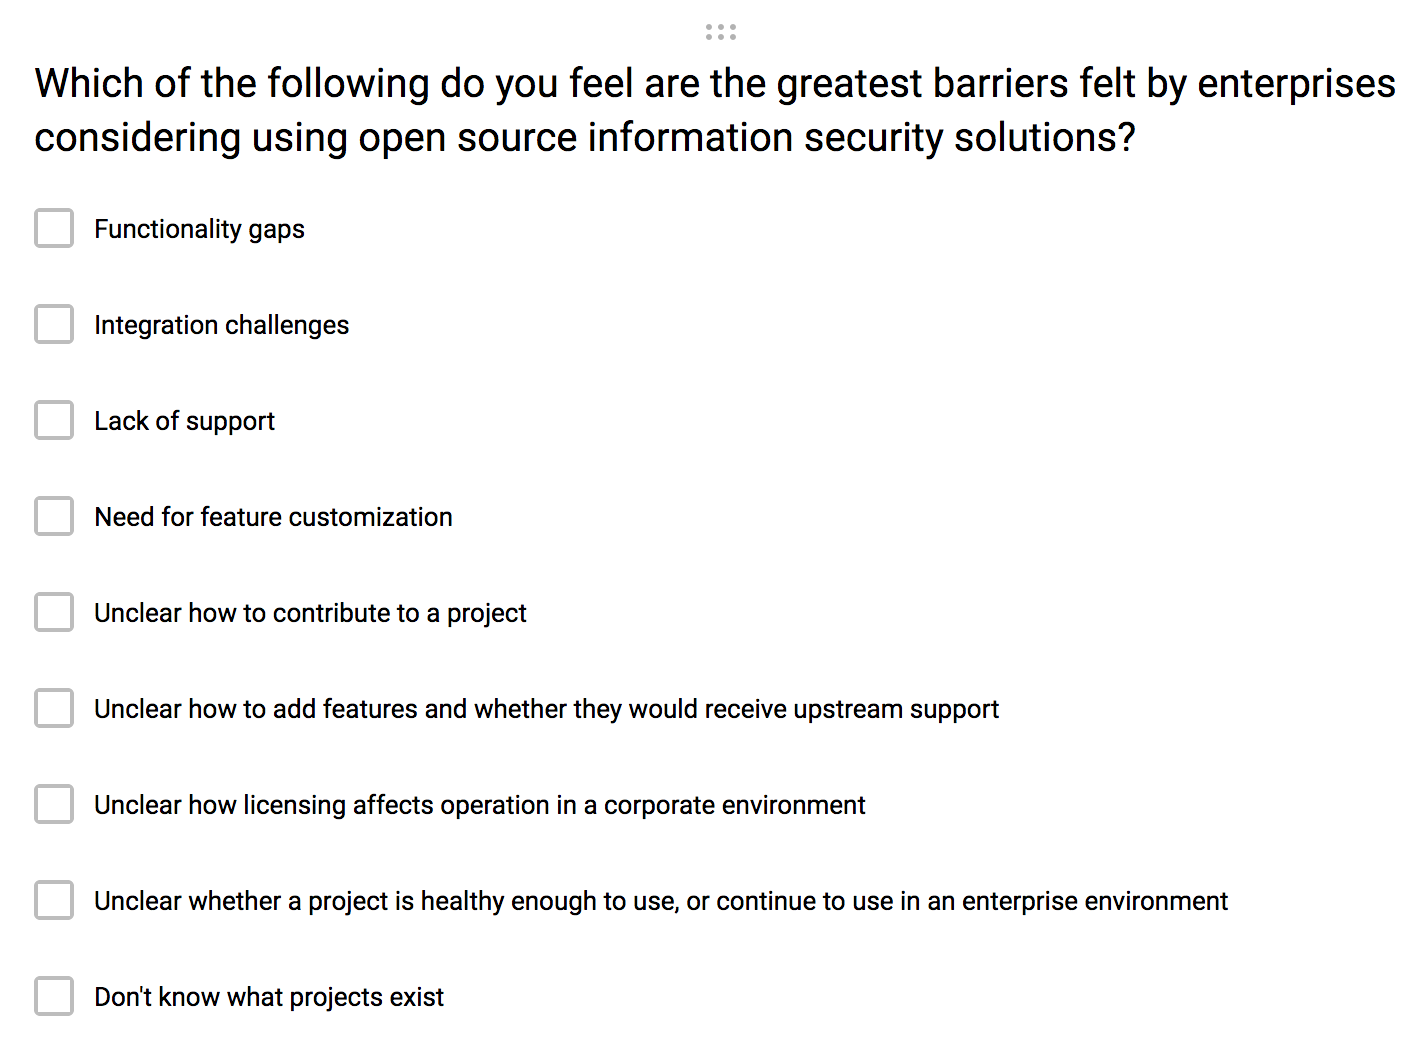 Which of the following do you feel are the greatest barriers felt by enterprises
considering using open source information security solutions?
Functionality gaps
Integration challenges
Lack of support
Need for feature customization
Unclear how to contribute to a project
Unclear how to add features and whether they would receive upstream support
Unclear how licensing affects operation in a corporate environment
Unclear whether a project is healthy enough to use, or continue to use in an enterprise environment
Don't know what projects exist